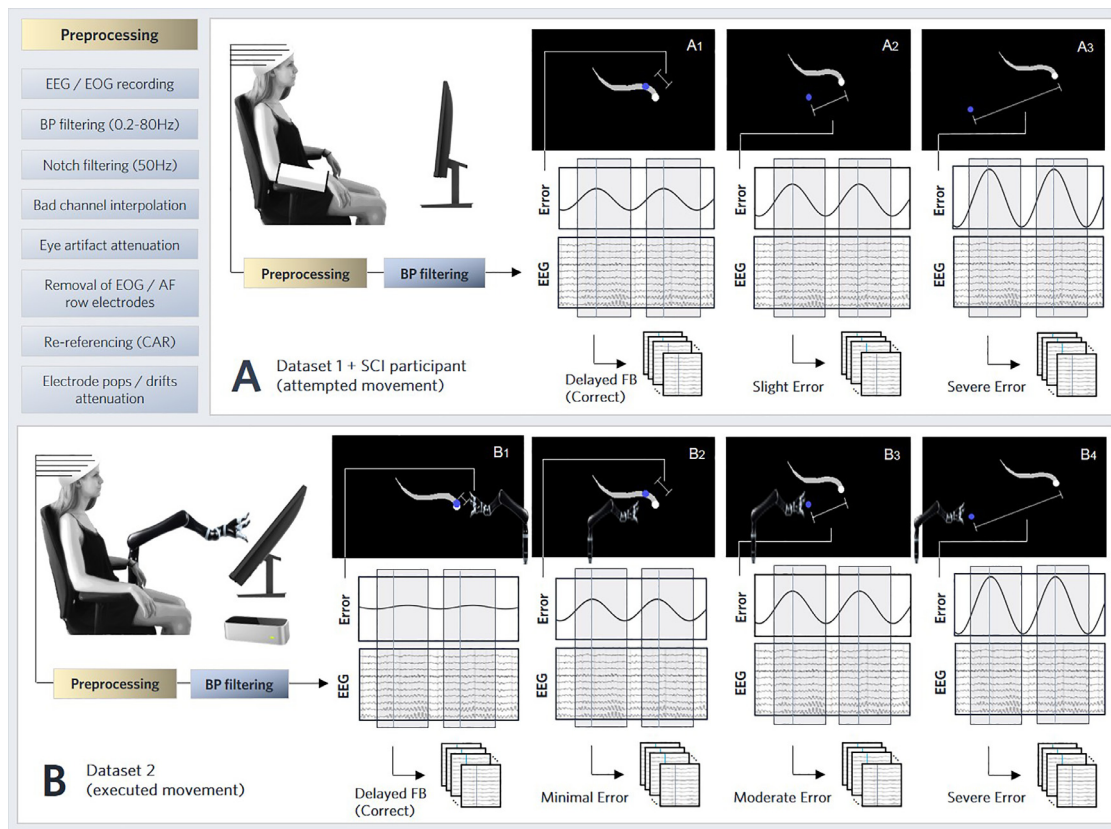 Preprocessing
EEG / EOG recording
BP filtering (0.2-80Hz)
Notch filtering (50Hz)
Bad channel interpolation
Eye artifact attenuation
Removal of EOG / AF
row electrodes
Re-referencing (CAR)
Electrode pops / drifts
attenuation
A1
A2
A3
Error
Error
Error
EEG
EEG
EEG
Preprocessing
BP filtering
A
Dataset 1 + SCI participant
(attempted movement)
Delayed FB
(Correct)
Slight Error
Severe Error
B1
B2
B3
B4
Error
Error
Error
Error
EEG
EEG
EEG
EEG
Preprocessing
BP filtering
B
Dataset 2
(executed movement)
Delayed FB
(Correct)
Minimal Error
Moderate Error
Severe Error